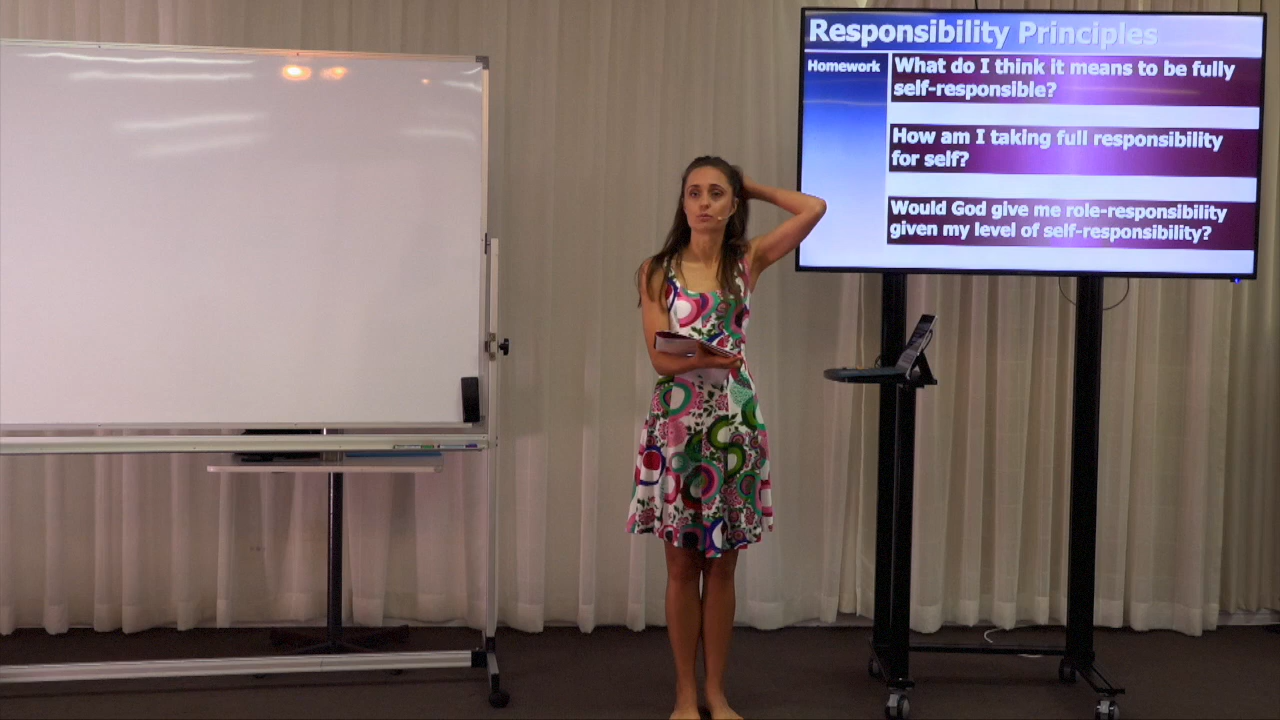 Responsibility Principles
Homework
What do I think it means to be fully
self-responsible?
How am I taking full responsibility
for self?
Would God give me role-responsibility
given my level of self-responsibility?